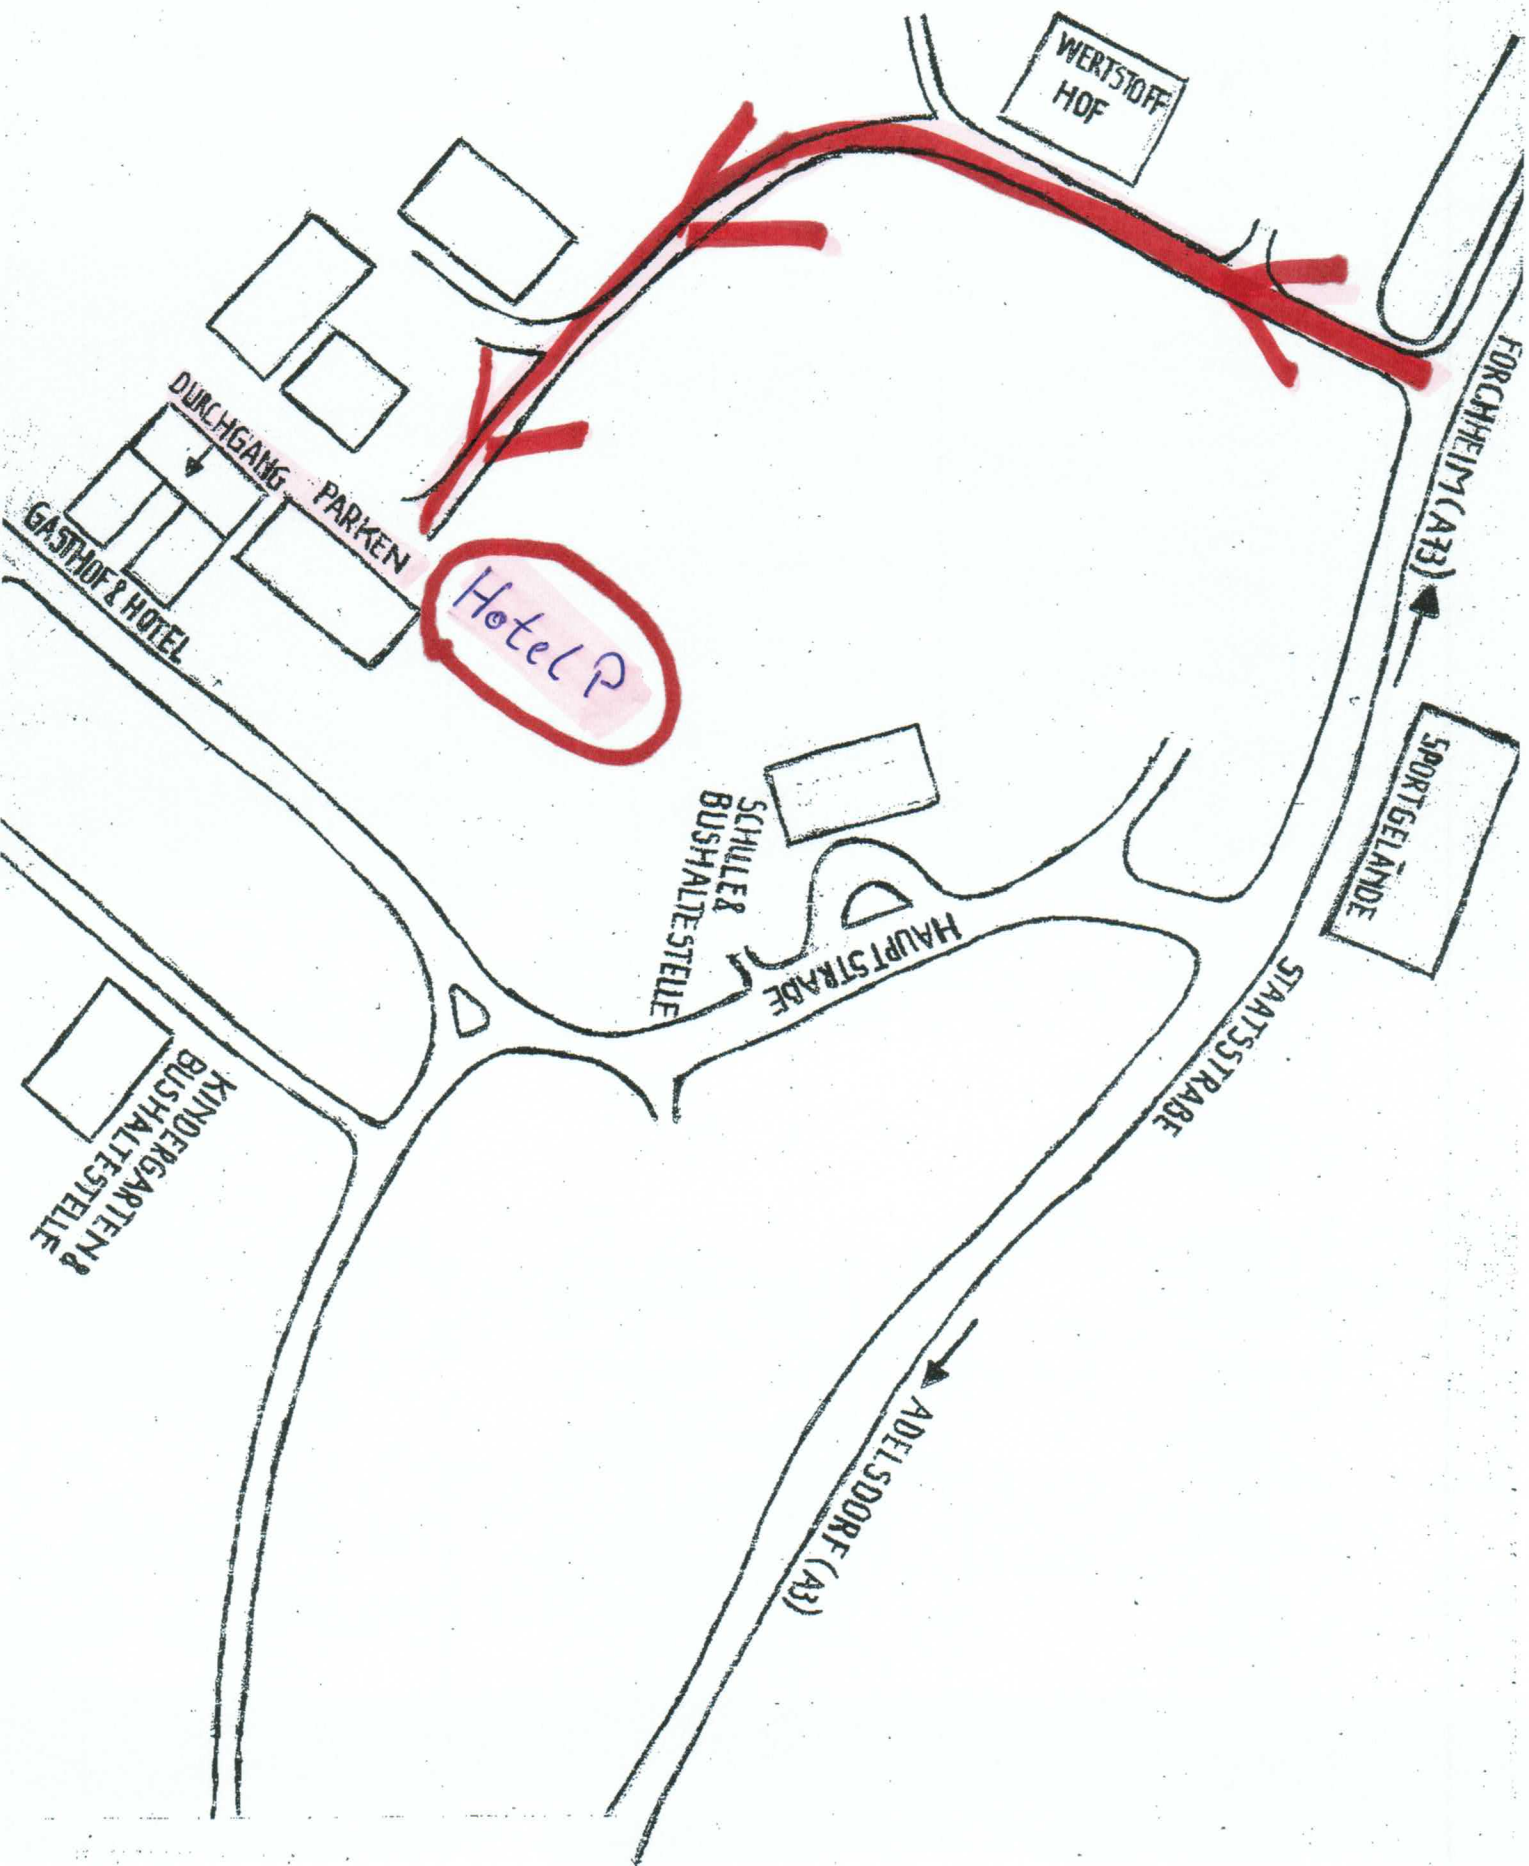 WERTSTOFF
HOF
FORCHHEIM (A73)
DURCHGANG PARKEN
GASTHOF & HOTEL
Hotel P
SPORTGELÄNDE
SCHULE &
BUSHALTESTELLE
HAUPTSTRAßE
STAATSSTRAßE
KINDERGARTEN &
BUSHALTESTELLE
ADELSDORF (A3)